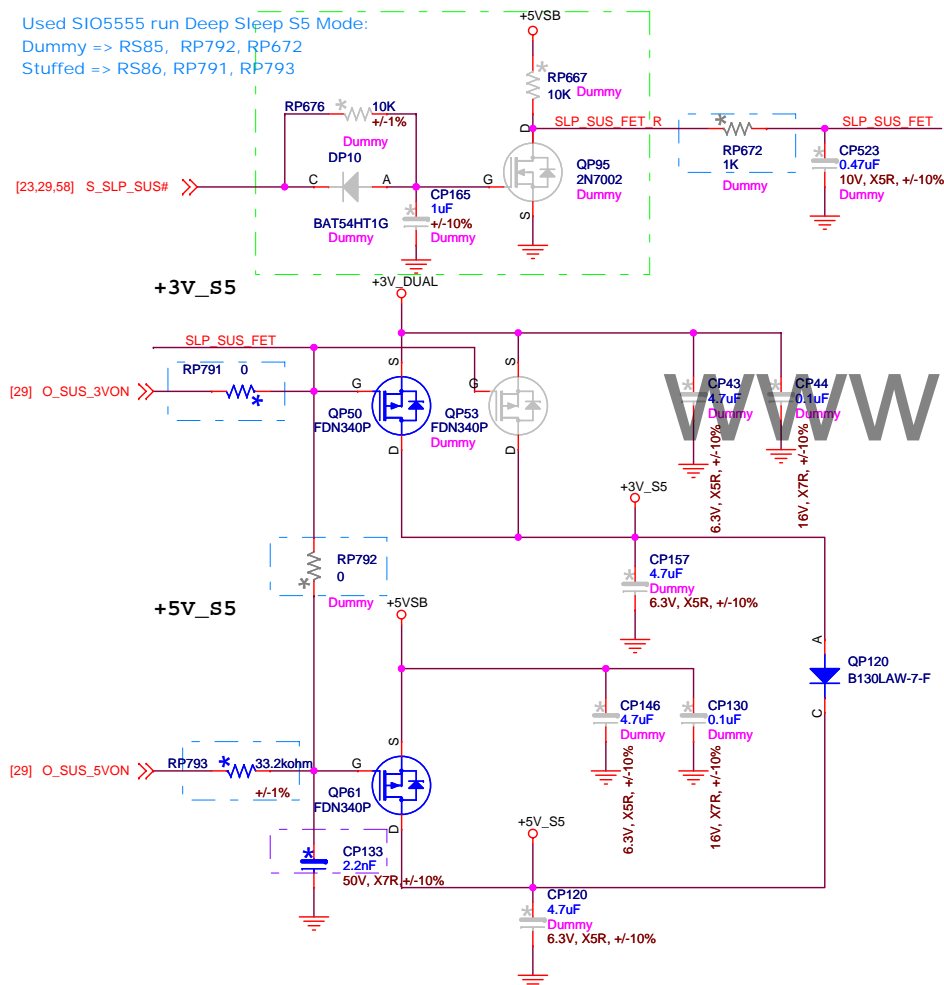 Used SIO5555 run Deep Sleep S5 Mode:
Dummy => RS85, RP792, RP672
Stuffed => RS86, RP791, RP793
+5VSB
RP667
10K
Dummy
RP676
10K
+/-1%
Dummy
DP10
C
A
BAT54HT1G
Dummy
[23,29,58] S_SLP_SUS#
CP165
1uF
+/-10%
Dummy
D
G
S
QP95
2N7002
Dummy
SLP_SUS_FET_R
RP672
1K
Dummy
SLP_SUS_FET
CP523
0.47uF
10V, X5R, +/-10%
Dummy
+3V_S5
+3V_DUAL
SLP_SUS_FET
RP791
0
[29] O_SUS_3VON
S
G
D
QP50
FDN340P
S
G
D
QP53
FDN340P
Dummy
CP43
4.7uF
Dummy
6.3V, X5R, +/-10%
CP44
0.1uF
Dummy
16V, X7R, +/-10%
WWW
+3V_S5
RP792
0
Dummy
CP157
4.7uF
Dummy
6.3V, X5R, +/-10%
+5V_S5
+5VSB
A
C
QP120
B130LAW-7-F
CP146
4.7uF
Dummy
6.3V, X5R, +/-10%
CP130
0.1uF
Dummy
16V, X7R, +/-10%
[29] O_SUS_5VON
RP793
33.2kohm
+/-1%
S
G
D
QP61
FDN340P
+5V_S5
CP133
2.2nF
50V, X7R,+/-10%
CP120
4.7uF
Dummy
6.3V, X5R, +/-10%